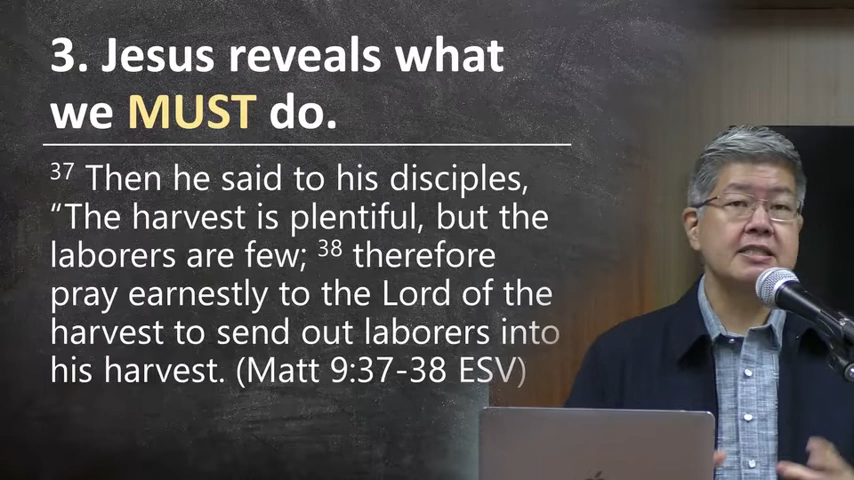 3. Jesus reveals what
we MUST do.
37 Then he said to his disciples,
“The harvest is plentiful, but the
laborers are few; 38 therefore
pray earnestly to the Lord of the
harvest to send out laborers into
his harvest. (Matt 9:37-38 ESV)